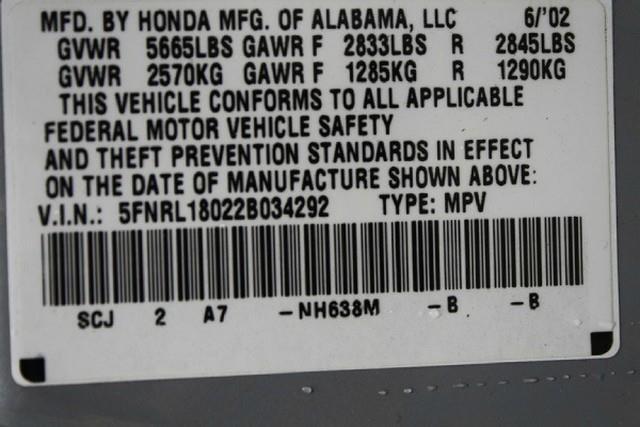 MFD. BY HONDA MFG. OF ALABAMA, LLC 6/'02
GVWR 5665LBS GAWR F 2833LBS R 2845LBS
GVWR 2570KG GAWR F 1285KG R 1290KG
THIS VEHICLE CONFORMS TO ALL APPLICABLE
FEDERAL MOTOR VEHICLE SAFETY
AND THEFT PREVENTION STANDARDS IN EFFECT
ON THE DATE OF MANUFACTURE SHOWN ABOVE:
V.I.N.: 5FNRL18022B034292 TYPE: MPV
SCJ 2 A7 -NH638M -B -B